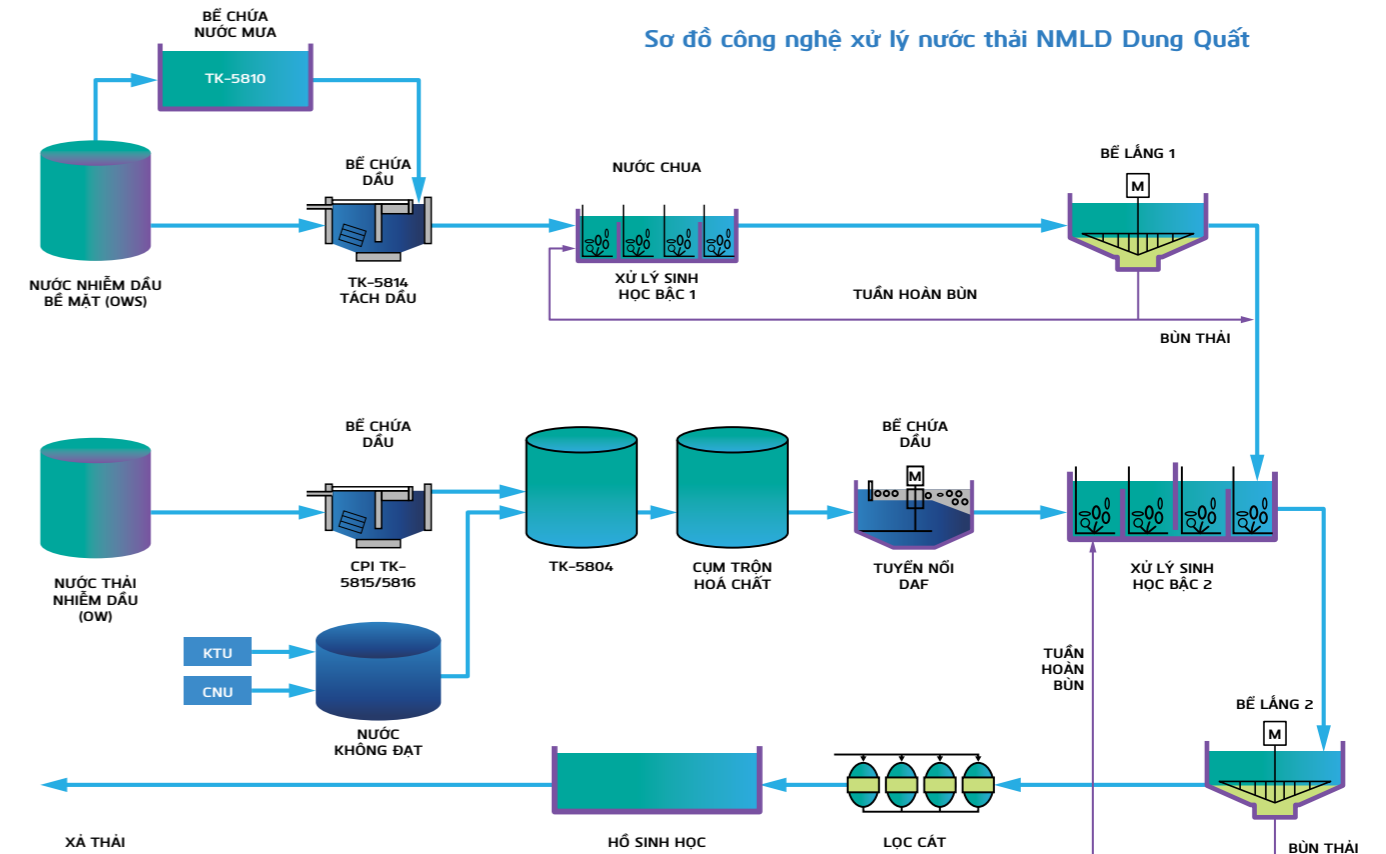 BỂ CHỨA
NƯỚC MƯA
Sơ đồ công nghệ xử lý nước thải NMLD Dung Quất
TK-5810
BỂ CHỨA
DẦU
NƯỚC CHUA
BỂ LẮNG 1
M
NƯỚC NHIỄM DẦU
BỀ MẶT (OWS)
TK-5814
TÁCH DẦU
XỬ LÝ SINH
HỌC BẬC 1
TUẦN HOÀN BÙN
BÙN THẢI
BỂ CHỨA
DẦU
BỂ CHỨA
DẦU
M
NƯỚC THẢI
NHIỄM DẦU
(OW)
CPI TK-
5815/5816
TK-5804
CỤM TRỘN
HOÁ CHẤT
TUYỂN NỔI
DAF
XỬ LÝ SINH
HỌC BẬC 2
KTU
CNU
NƯỚC
KHÔNG ĐẠT
TUẦN
HOÀN
BÙN
BỂ LẮNG 2
M
XẢ THẢI
HỒ SINH HỌC
LỌC CÁT
BÙN THẢI